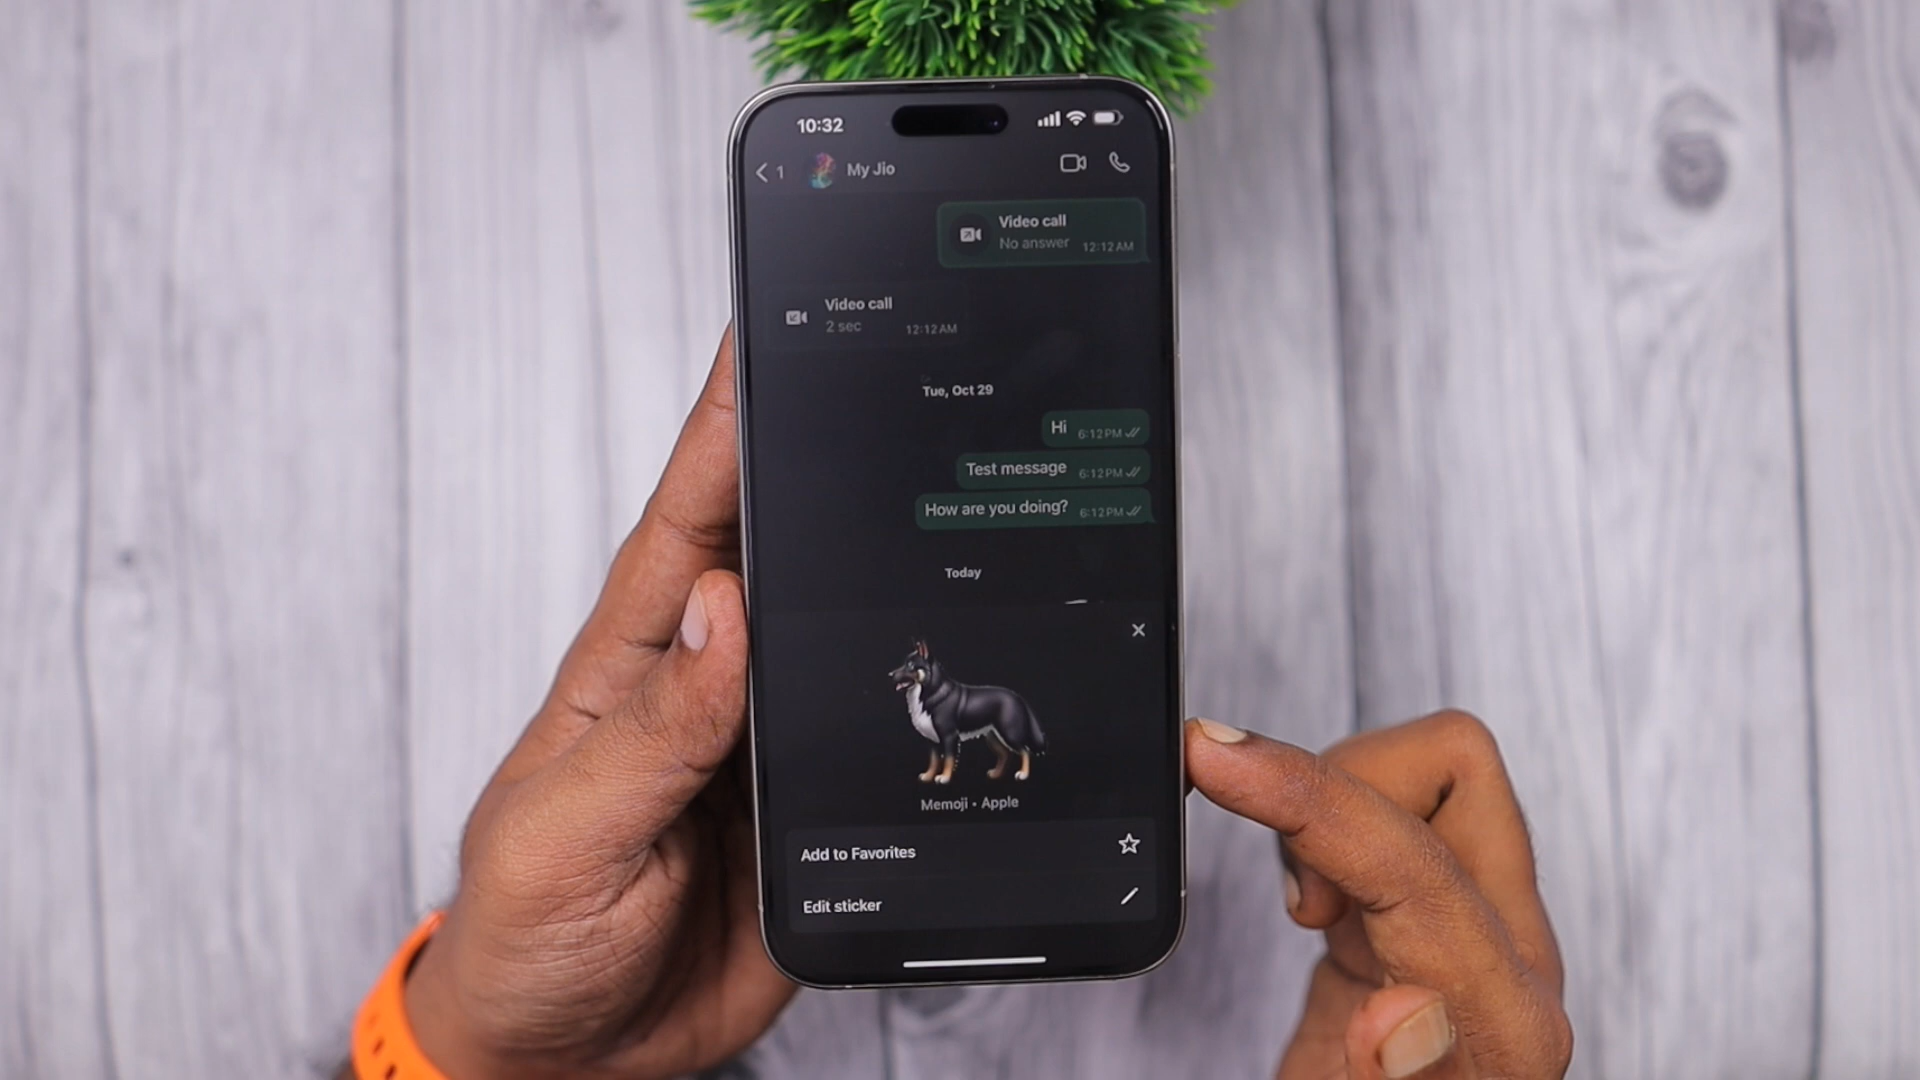 10:32
1 My Jio
Video call
No answer 12:12 AM
Video call
2 sec 12:12 AM
Tue, Oct 29
Hi 6:12 PM
Test message 6:12 PM
How are you doing? 6:12 PM
Today
Memoji • Apple
Add to Favorites
Edit sticker